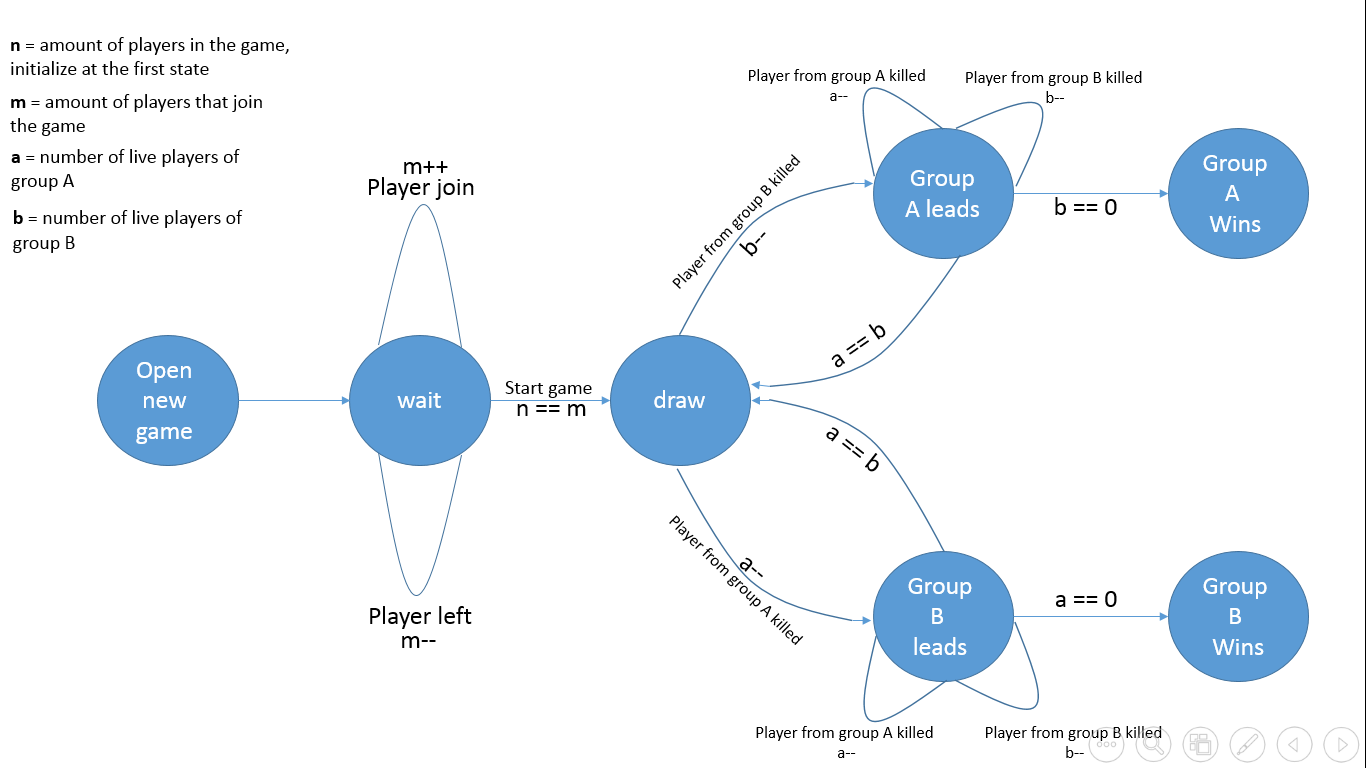 n = amount of players in the game,
initialize at the first state
m = amount of players that join
the game
a = number of live players of
group A
b = number of live players of
group B
Open
new
game
m++
Player join
wait
Player left
m--
Start game
n == m
draw
Player from group B killed
b--
a == b
a == b
a--
Player from group A killed
Player from group A killed
a--
Player from group B killed
b--
Group
A leads
b == 0
Group
A
Wins
Group
B
leads
a == 0
Group
B
Wins
Player from group A killed
a--
Player from group B killed
b--